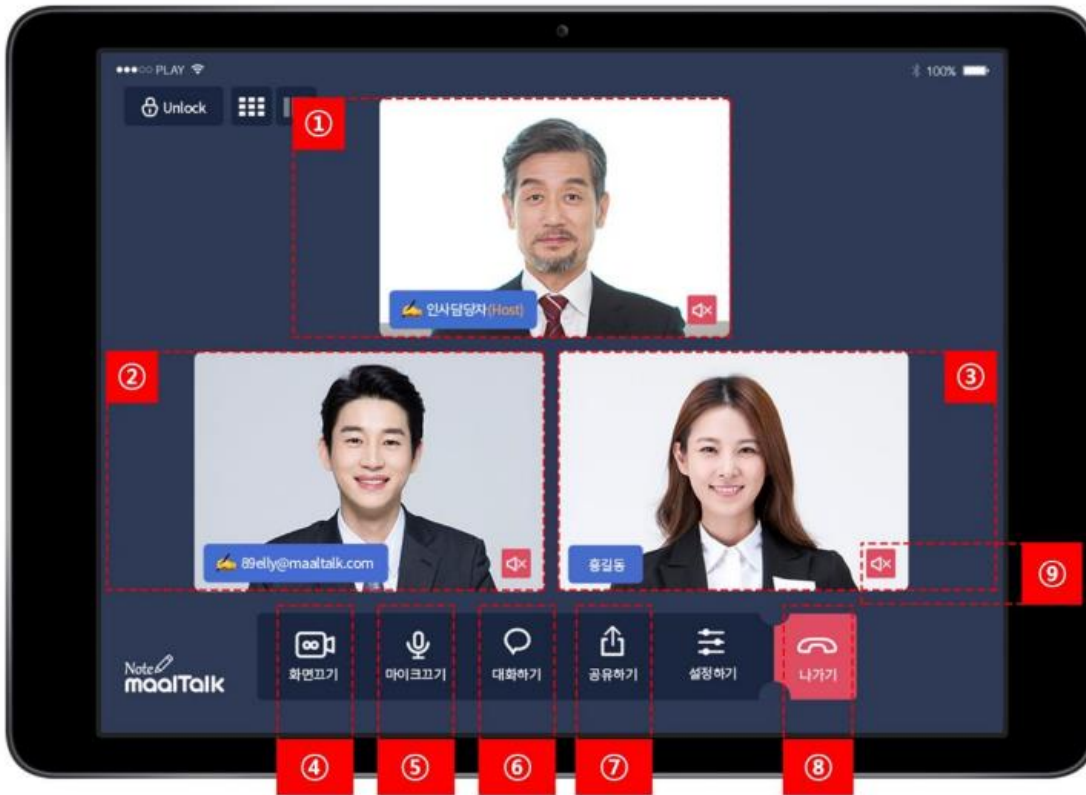 PLAY
100%
Unlock
①
인사담당자(Host)
②
③
89elly@maaltalk.com
홍길동
⑨
화면끄기
마이크끄기
대화하기
공유하기
설정하기
나가기
Note
maalTalk
④
⑤
⑥
⑦
⑧